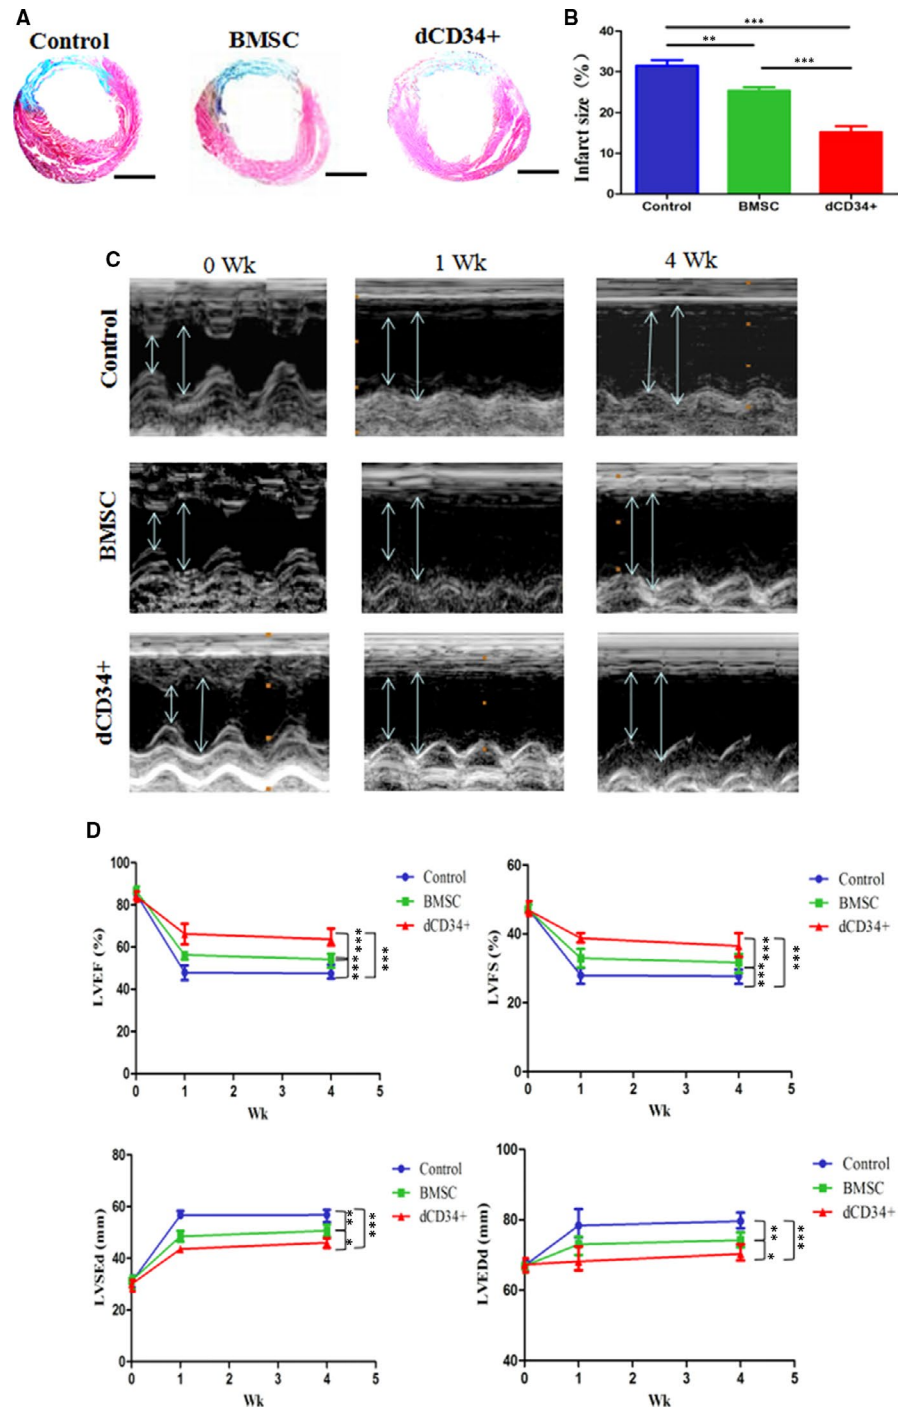 A
Control
BMSC
dCD34+
B
Infarct size (%)
40
30
20
10
0
***
**
***
Control
BMSC
dCD34+
C
0 Wk
1 Wk
4 Wk
Control
BMSC
dCD34+
D
LVEF (%)
100
80
60
40
20
0
0
1
2
3
4
5
Wk
Control
BMSC
dCD34+
***
***
***
LVFS (%)
60
40
20
0
0
1
2
3
4
5
Wk
Control
BMSC
dCD34+
***
***
***
LVSEd (mm)
80
60
40
20
0
0
1
2
3
4
5
Wk
Control
BMSC
dCD34+
**
*
***
LVEDd (mm)
100
80
60
40
0
1
2
3
4
5
Wk
Control
BMSC
dCD34+
**
*
***